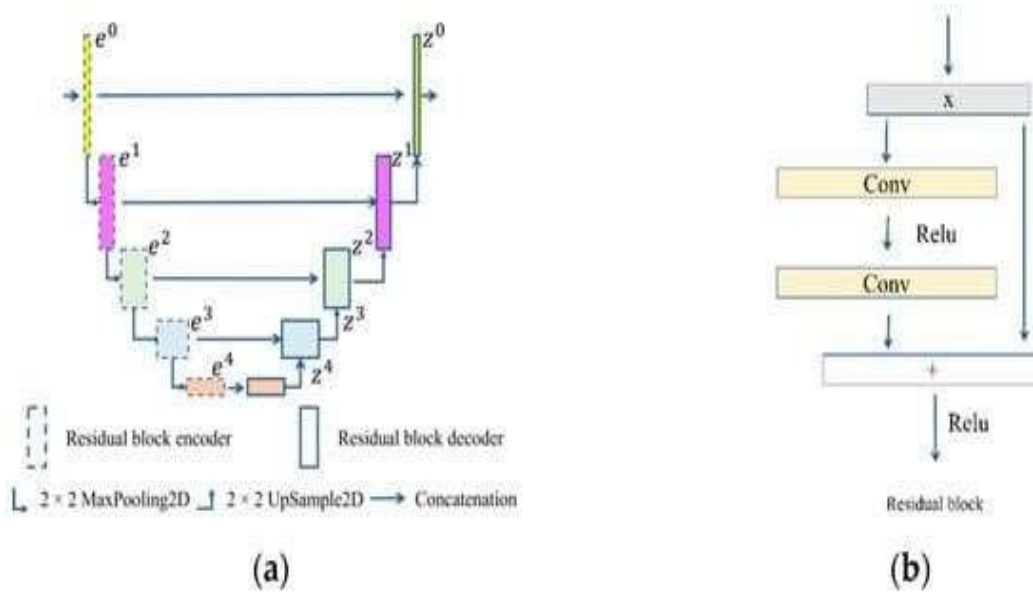 e⁰
z⁰
e¹
z¹
e²
z²
e³
z³
e⁴
z⁴
Residual block encoder
Residual block decoder
2 × 2 MaxPooling2D
2 × 2 UpSample2D
Concatenation
(a)
x
Conv
Relu
Conv
+
Relu
Residual block
(b)